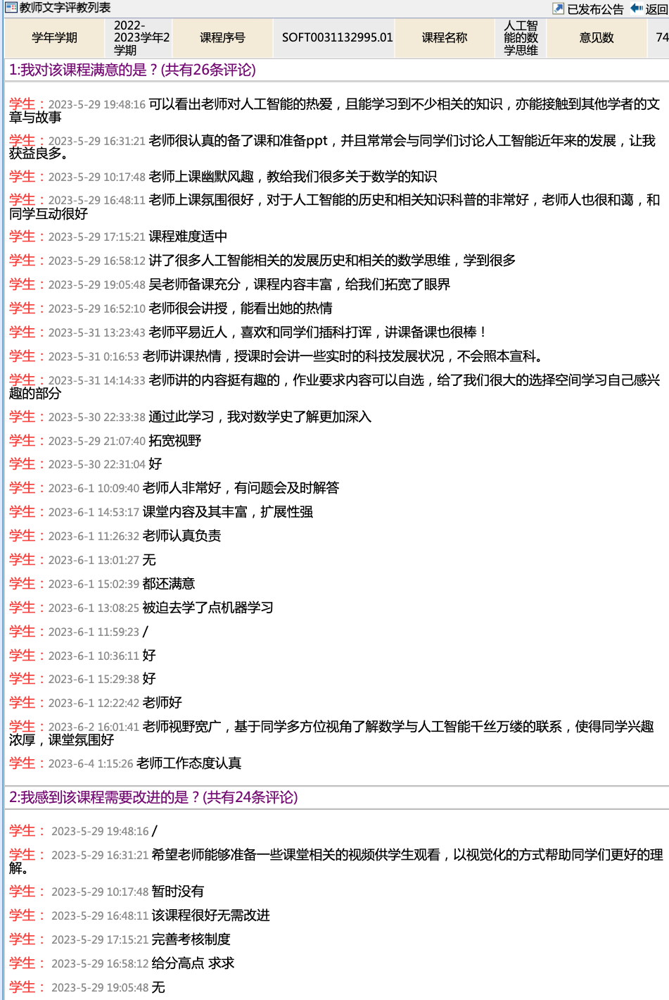 教师文字评教列表 已发布公告 返回
学年学期 2022-2023学年2学期 课程序号 SOFT0031132995.01 课程名称 人工智能的数学思维 意见数 74
1:我对该课程满意的是？(共有26条评论)
学生：2023-5-29 19:48:16 可以看出老师对人工智能的热爱，且能学习到不少相关的知识，亦能接触到其他学者的文
章与故事
学生：2023-5-29 16:31:21 老师很认真的备了课和准备ppt，并且常常会与同学们讨论人工智能近年来的发展，让我
获益良多。
学生：2023-5-29 10:17:48 老师上课幽默风趣，教给我们很多关于数学的知识
学生：2023-5-29 16:48:11 老师上课氛围很好，对于人工智能的历史和相关知识科普的非常好，老师人也很和蔼，和
同学互动很好
学生：2023-5-29 17:15:21 课程难度适中
学生：2023-5-29 16:58:12 讲了很多人工智能相关的发展历史和相关的数学思维，学到很多
学生：2023-5-29 19:05:48 吴老师备课充分，课程内容丰富，给我们拓宽了眼界
学生：2023-5-29 16:52:10 老师很会讲授，能看出她的热情
学生：2023-5-31 13:23:43 老师平易近人，喜欢和同学们插科打诨，讲课备课也很棒！
学生：2023-5-31 0:16:53 老师讲课热情，授课时会讲一些实时的科技发展状况，不会照本宣科。
学生：2023-5-31 14:14:33 老师讲的内容挺有趣的，作业要求内容可以自选，给了我们很大的选择空间学习自己感兴
趣的部分
学生：2023-5-30 22:33:38 通过此学习，我对数学史了解更加深入
学生：2023-5-29 21:07:40 拓宽视野
学生：2023-5-30 22:31:04 好
学生：2023-6-1 10:09:40 老师人非常好，有问题会及时解答
学生：2023-6-1 14:53:17 课堂内容及其丰富，扩展性强
学生：2023-6-1 11:26:32 老师认真负责
学生：2023-6-1 13:01:27 无
学生：2023-6-1 15:02:39 都还满意
学生：2023-6-1 13:08:25 被迫去学了点机器学习
学生：2023-6-1 11:59:23 /
学生：2023-6-1 10:36:11 好
学生：2023-6-1 15:29:38 好
学生：2023-6-1 12:22:42 老师好
学生：2023-6-2 16:01:41 老师视野宽广，基于同学多方位视角了解数学与人工智能千丝万缕的联系，使得同学兴趣
浓厚，课堂氛围好
学生：2023-6-4 1:15:26 老师工作态度认真
2:我感到该课程需要改进的是？(共有24条评论)
学生： 2023-5-29 19:48:16 /
学生： 2023-5-29 16:31:21 希望老师能够准备一些课堂相关的视频供学生观看，以视觉化的方式帮助同学们更好的理
解。
学生： 2023-5-29 10:17:48 暂时没有
学生： 2023-5-29 16:48:11 该课程很好无需改进
学生： 2023-5-29 17:15:21 完善考核制度
学生： 2023-5-29 16:58:12 给分高点 求求
学生： 2023-5-29 19:05:48 无